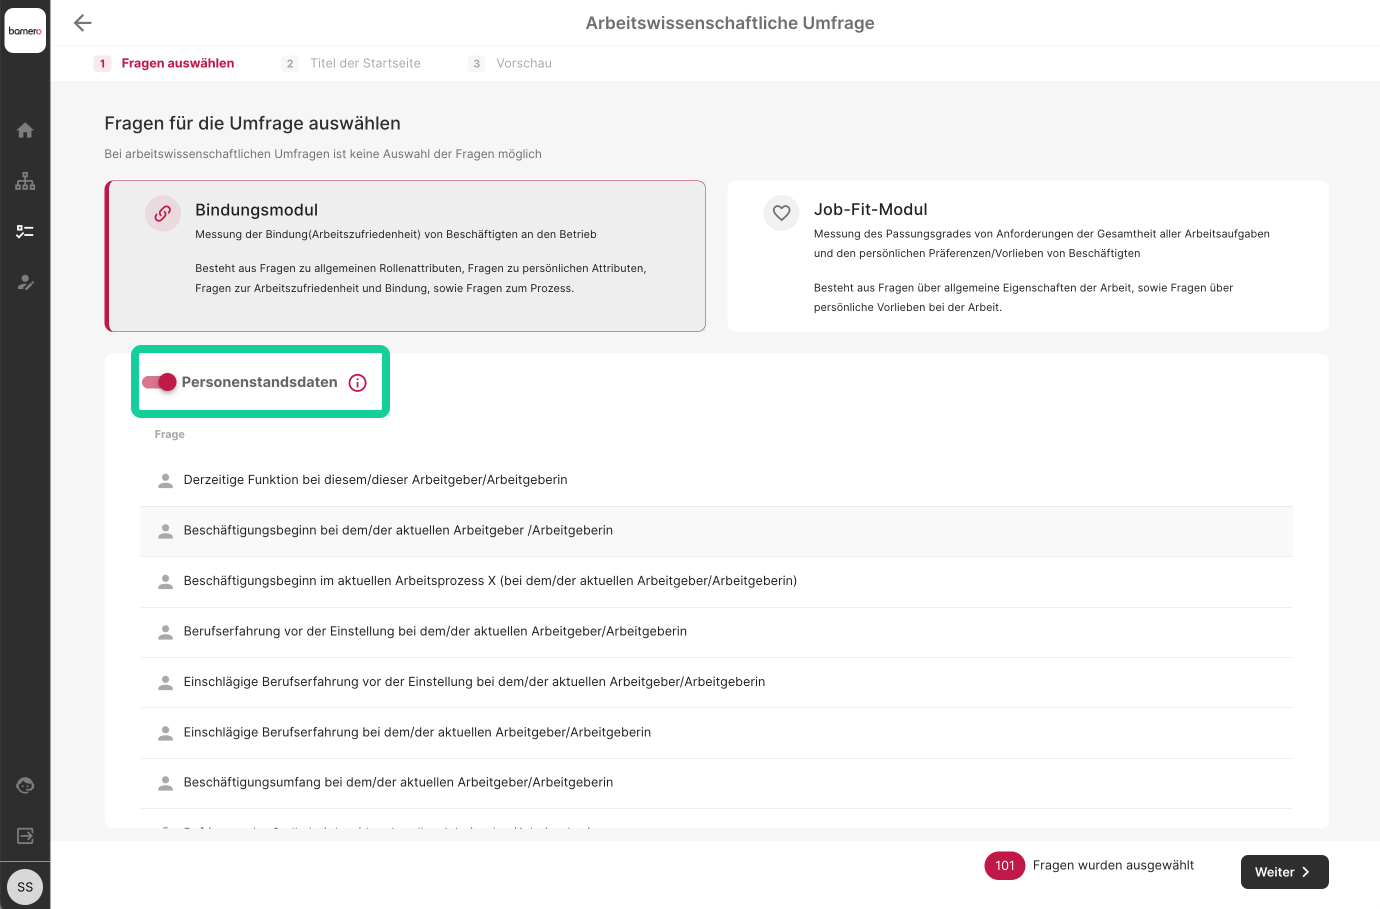 bamero
Arbeitswissenschaftliche Umfrage
1 Fragen auswählen 2 Titel der Startseite 3 Vorschau
Fragen für die Umfrage auswählen
Bei arbeitswissenschaftlichen Umfragen ist keine Auswahl der Fragen möglich
Bindungsmodul
Messung der Bindung(Arbeitszufriedenheit) von Beschäftigten an den Betrieb
Besteht aus Fragen zu allgemeinen Rollenattributen, Fragen zu persönlichen Attributen,
Fragen zur Arbeitszufriedenheit und Bindung, sowie Fragen zum Prozess.
Job-Fit-Modul
Messung des Passungsgrades von Anforderungen der Gesamtheit aller Arbeitsaufgaben
und den persönlichen Präferenzen/Vorlieben von Beschäftigten
Besteht aus Fragen über allgemeine Eigenschaften der Arbeit, sowie Fragen über
persönliche Vorlieben bei der Arbeit.
Personenstandsdaten
Frage
Derzeitige Funktion bei diesem/dieser Arbeitgeber/Arbeitgeberin
Beschäftigungsbeginn bei dem/der aktuellen Arbeitgeber /Arbeitgeberin
Beschäftigungsbeginn im aktuellen Arbeitsprozess X (bei dem/der aktuellen Arbeitgeber/Arbeitgeberin)
Berufserfahrung vor der Einstellung bei dem/der aktuellen Arbeitgeber/Arbeitgeberin
Einschlägige Berufserfahrung vor der Einstellung bei dem/der aktuellen Arbeitgeber/Arbeitgeberin
Einschlägige Berufserfahrung bei dem/der aktuellen Arbeitgeber/Arbeitgeberin
Beschäftigungsumfang bei dem/der aktuellen Arbeitgeber/Arbeitgeberin
101 Fragen wurden ausgewählt
Weiter
SS